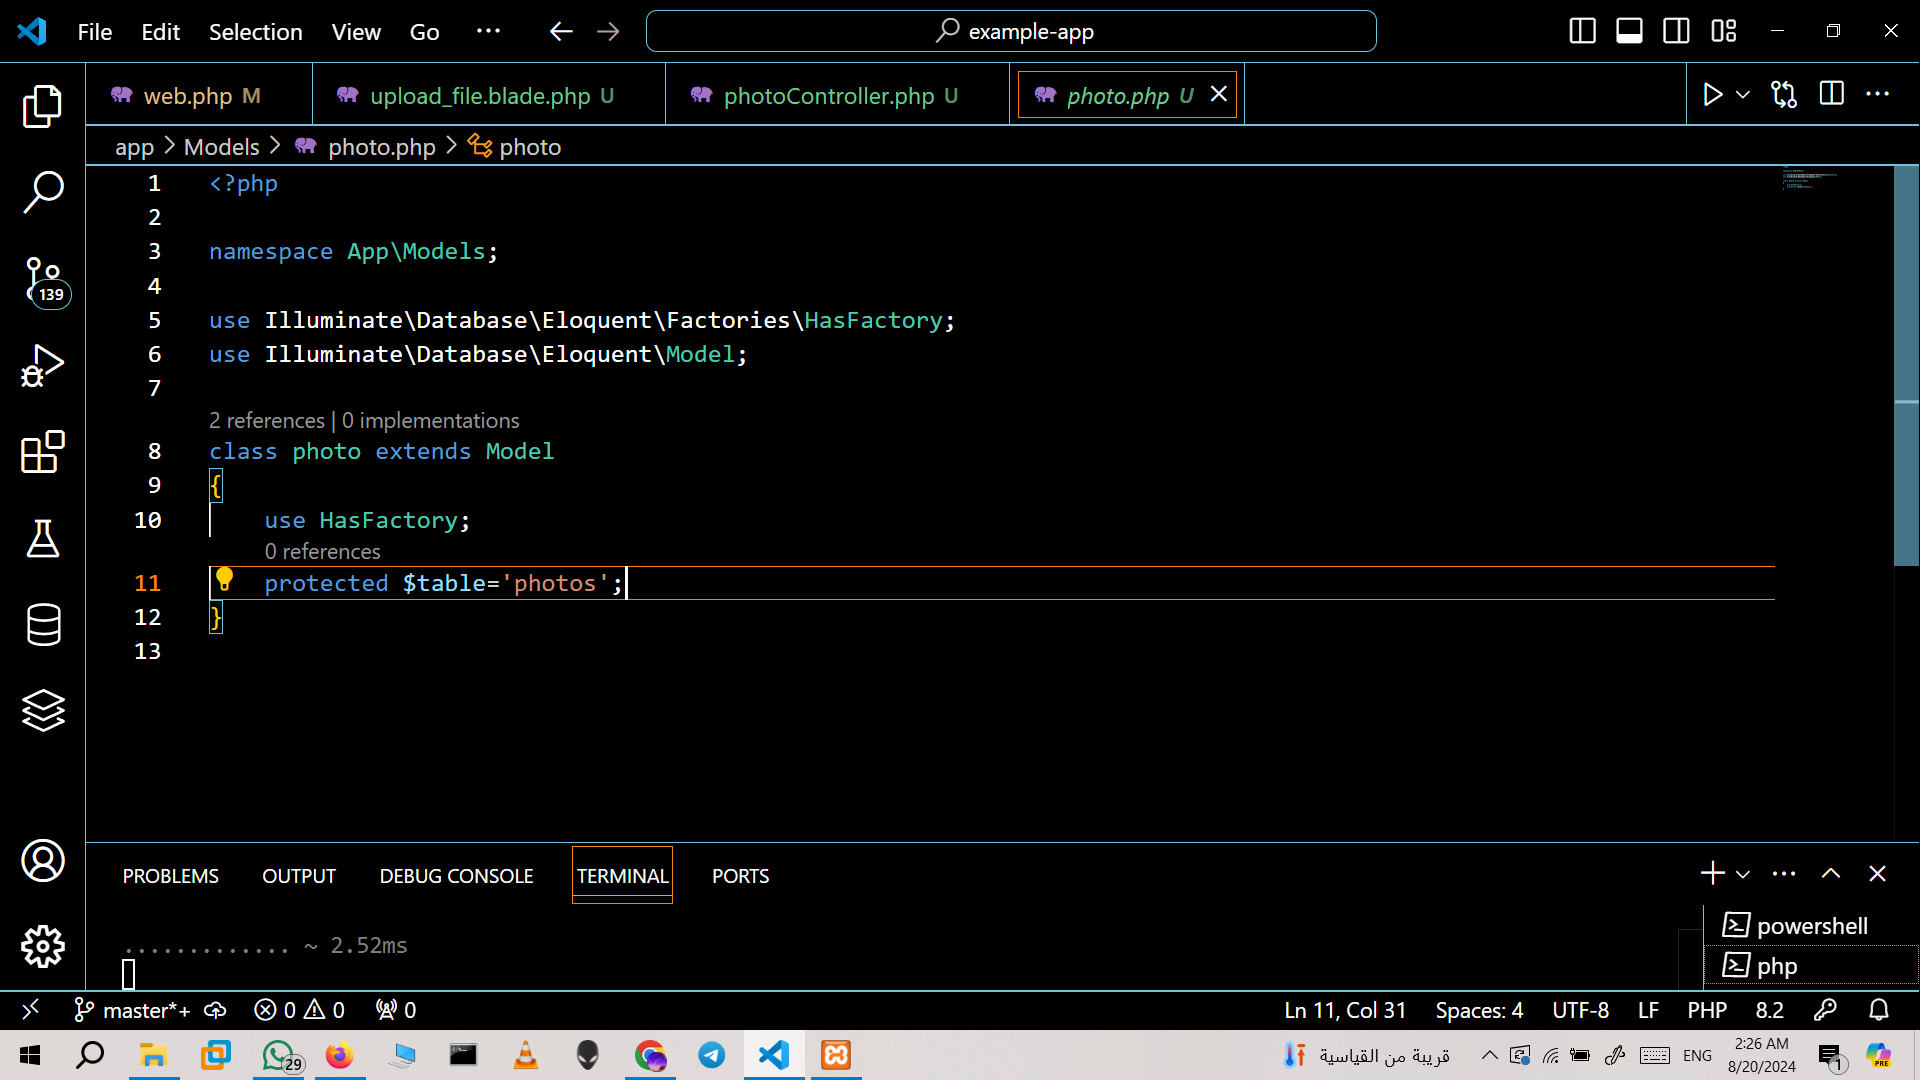 File Edit Selection View Go ···
example-app
web.php M
upload_file.blade.php U
photoController.php U
photo.php U
app > Models > photo.php > photo
1 <?php
2
3 namespace App\Models;
4
5 use Illuminate\Database\Eloquent\Factories\HasFactory;
6 use Illuminate\Database\Eloquent\Model;
7
2 references | 0 implementations
8 class photo extends Model
9 {
10 use HasFactory;
0 references
11 protected $table='photos';
12 }
13
139
PROBLEMS OUTPUT DEBUG CONSOLE TERMINAL PORTS
............. ~ 2.52ms
powershell
php
master*+ 0 0 0
Ln 11, Col 31 Spaces: 4 UTF-8 LF PHP 8.2
29
قريبة من القياسية
ENG
2:26 AM
8/20/2024
1
PRE